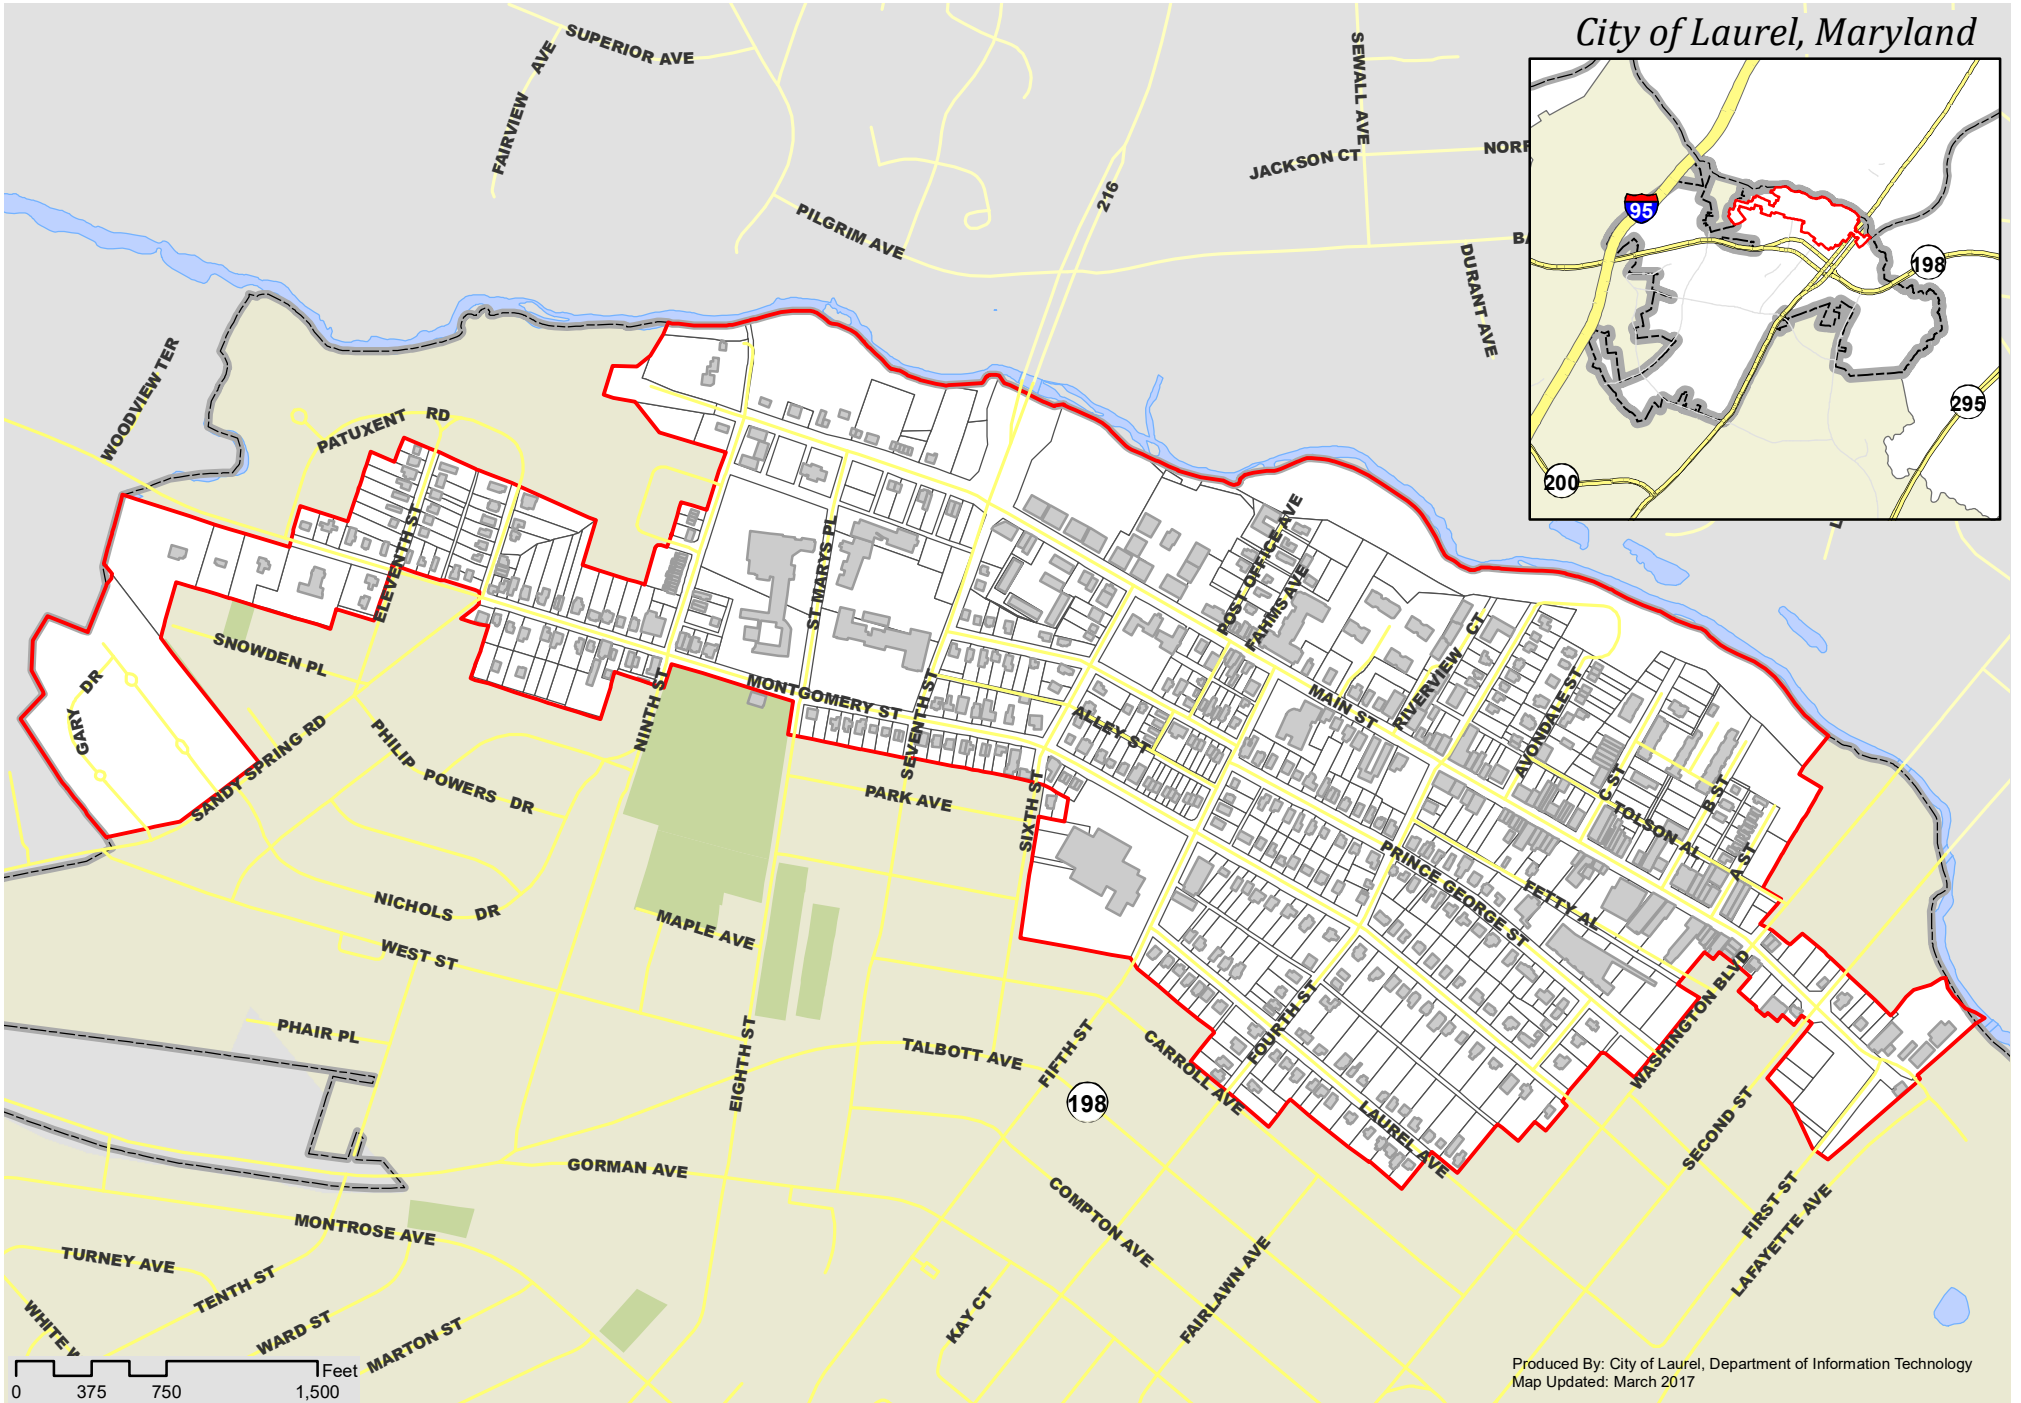 City of Laurel, Maryland
SUPERIOR AVE
FAIRVIEW AVE
SEWALL AVE
JACKSON CT
216
PILGRIM AVE
DURANT AVE
95
198
295
200
WOODVIEW TER
PATUXENT RD
ELEVENTH ST
SNOWDEN PL
GARY DR
SANDY SPRING RD
PHILIP POWERS DR
NICHOLS DR
WEST ST
MAPLE AVE
PHAIR PL
NINTH ST
ST MARYS PL
MONTGOMERY ST
SEVENTH ST
PARK AVE
SIXTH ST
ALLEY ST
POST OFFICE AVE
FAHMS AVE
MAIN ST
RIVERVIEW CT
AVONDALE ST
C ST
TOLSON AL
B ST
A ST
PRINCE GEORGE ST
FETTY AL
WASHINGTON BLVD
FOURTH ST
CARROLL AVE
LAUREL AVE
FIFTH ST
TALBOTT AVE
198
EIGHTH ST
GORMAN AVE
MONTROSE AVE
TURNEY AVE
TENTH ST
WARD ST
MARTON ST
COMPTON AVE
KAY CT
FAIRLAWN AVE
SECOND ST
FIRST ST
LAFAYETTE AVE
Feet
0 375 750 1,500
Produced By: City of Laurel, Department of Information Technology
Map Updated: March 2017